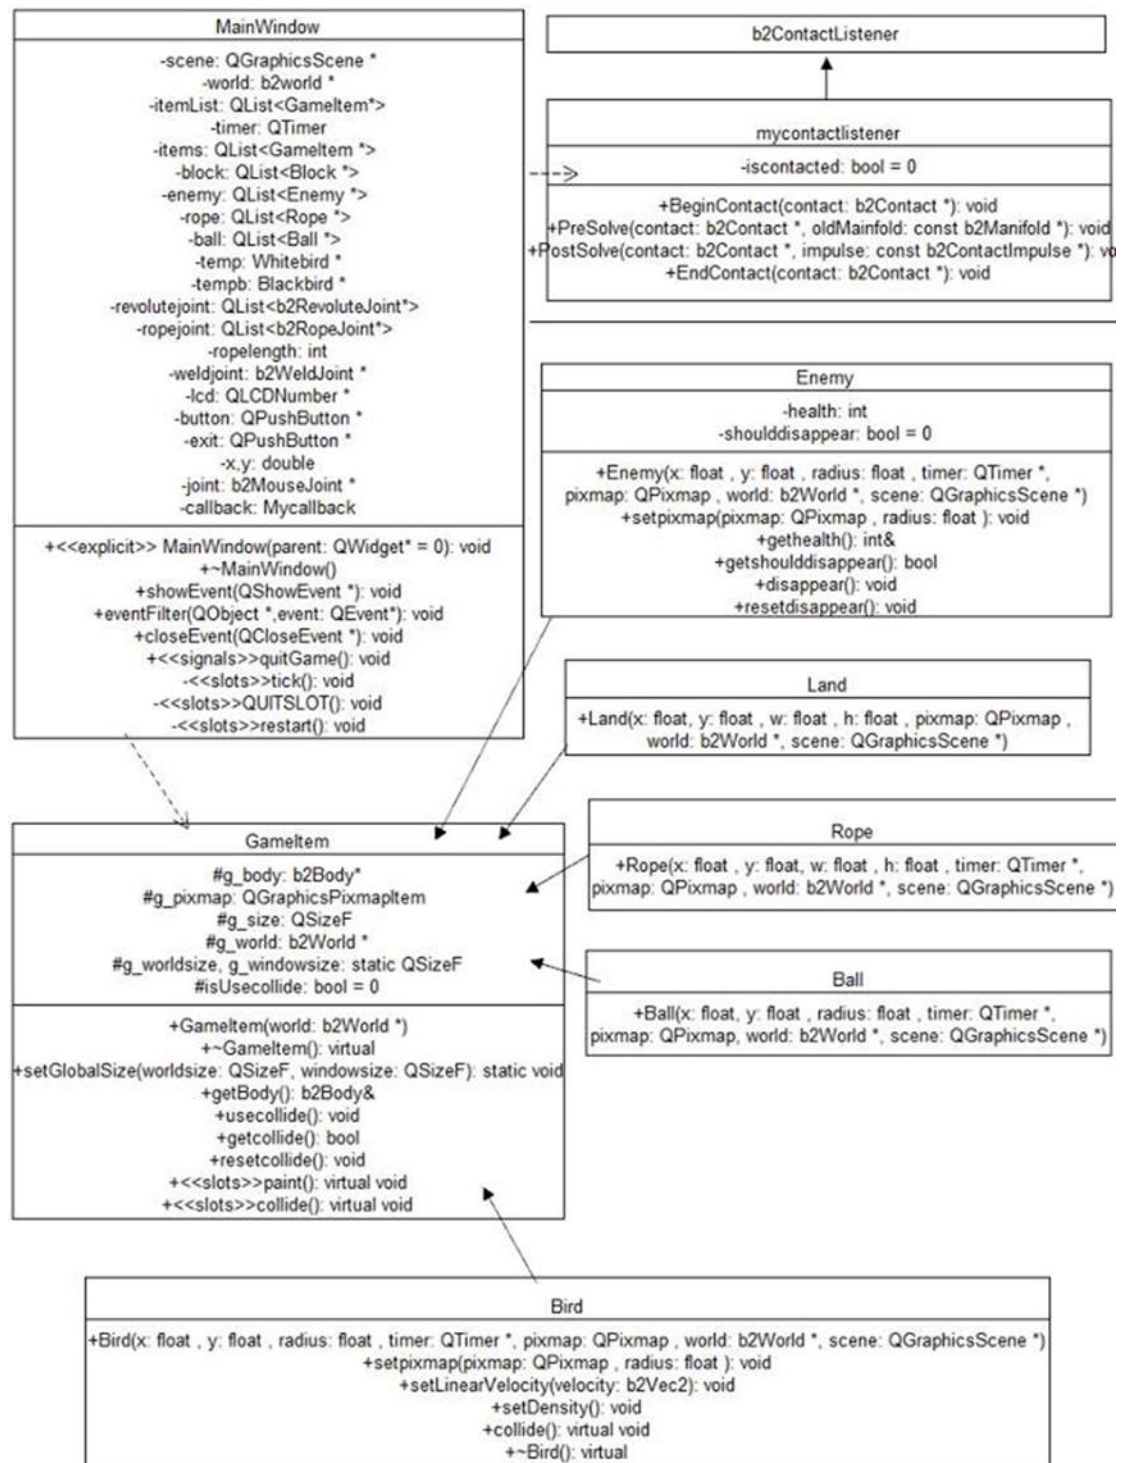 MainWindow
-scene: QGraphicsScene *
-world: b2world *
-itemList: QList<GameItem*>
-timer: QTimer
-items: QList<GameItem *>
-block: QList<Block *>
-enemy: QList<Enemy *>
-rope: QList<Rope *>
-ball: QList<Ball *>
-temp: Whitebird *
-tempb: Blackbird *
-revolutejoint: QList<b2RevoluteJoint*>
-ropejoint: QList<b2RopeJoint*>
-ropelength: int
-weldjoint: b2WeldJoint *
-lcd: QLCDNumber *
-button: QPushButton *
-exit: QPushButton *
-x,y: double
-joint: b2MouseJoint *
-callback: Mycallback
+<<explicit>> MainWindow(parent: QWidget* = 0): void
+~MainWindow()
+showEvent(QShowEvent *): void
+eventFilter(QObject *,event: QEvent*): void
+closeEvent(QCloseEvent *): void
+<<signals>>quitGame(): void
-<<slots>>tick(): void
-<<slots>>QUITSLOT(): void
-<<slots>>restart(): void
b2ContactListener
mycontactlistener
-iscontacted: bool = 0
+BeginContact(contact: b2Contact *): void
+PreSolve(contact: b2Contact *, oldMainfold: const b2Manifold *): void
+PostSolve(contact: b2Contact *, impulse: const b2ContactImpulse *): vo
+EndContact(contact: b2Contact *): void
Enemy
-health: int
-shoulddisappear: bool = 0
+Enemy(x: float , y: float , radius: float , timer: QTimer *,
pixmap: QPixmap , world: b2World *, scene: QGraphicsScene *)
+setpixmap(pixmap: QPixmap , radius: float ): void
+gethealth(): int&
+getshoulddisappear(): bool
+disappear(): void
+resetdisappear(): void
Land
+Land(x: float, y: float , w: float , h: float , pixmap: QPixmap ,
world: b2World *, scene: QGraphicsScene *)
Rope
+Rope(x: float , y: float, w: float , h: float , timer: QTimer *,
pixmap: QPixmap , world: b2World *, scene: QGraphicsScene *)
Ball
+Ball(x: float, y: float , radius: float , timer: QTimer *,
pixmap: QPixmap, world: b2World *, scene: QGraphicsScene *)
GameItem
#g_body: b2Body*
#g_pixmap: QGraphicsPixmapItem
#g_size: QSizeF
#g_world: b2World *
#g_worldsize, g_windowsize: static QSizeF
#isUsecollide: bool = 0
+GameItem(world: b2World *)
+~GameItem(): virtual
+setGlobalSize(worldsize: QSizeF, windowsize: QSizeF): static void
+getBody(): b2Body&
+usecollide(): void
+getcollide(): bool
+resetcollide(): void
+<<slots>>paint(): virtual void
+<<slots>>collide(): virtual void
Bird
+Bird(x: float , y: float , radius: float , timer: QTimer *, pixmap: QPixmap , world: b2World *, scene: QGraphicsScene *)
+setpixmap(pixmap: QPixmap , radius: float ): void
+setLinearVelocity(velocity: b2Vec2): void
+setDensity(): void
+collide(): virtual void
+~Bird(): virtual